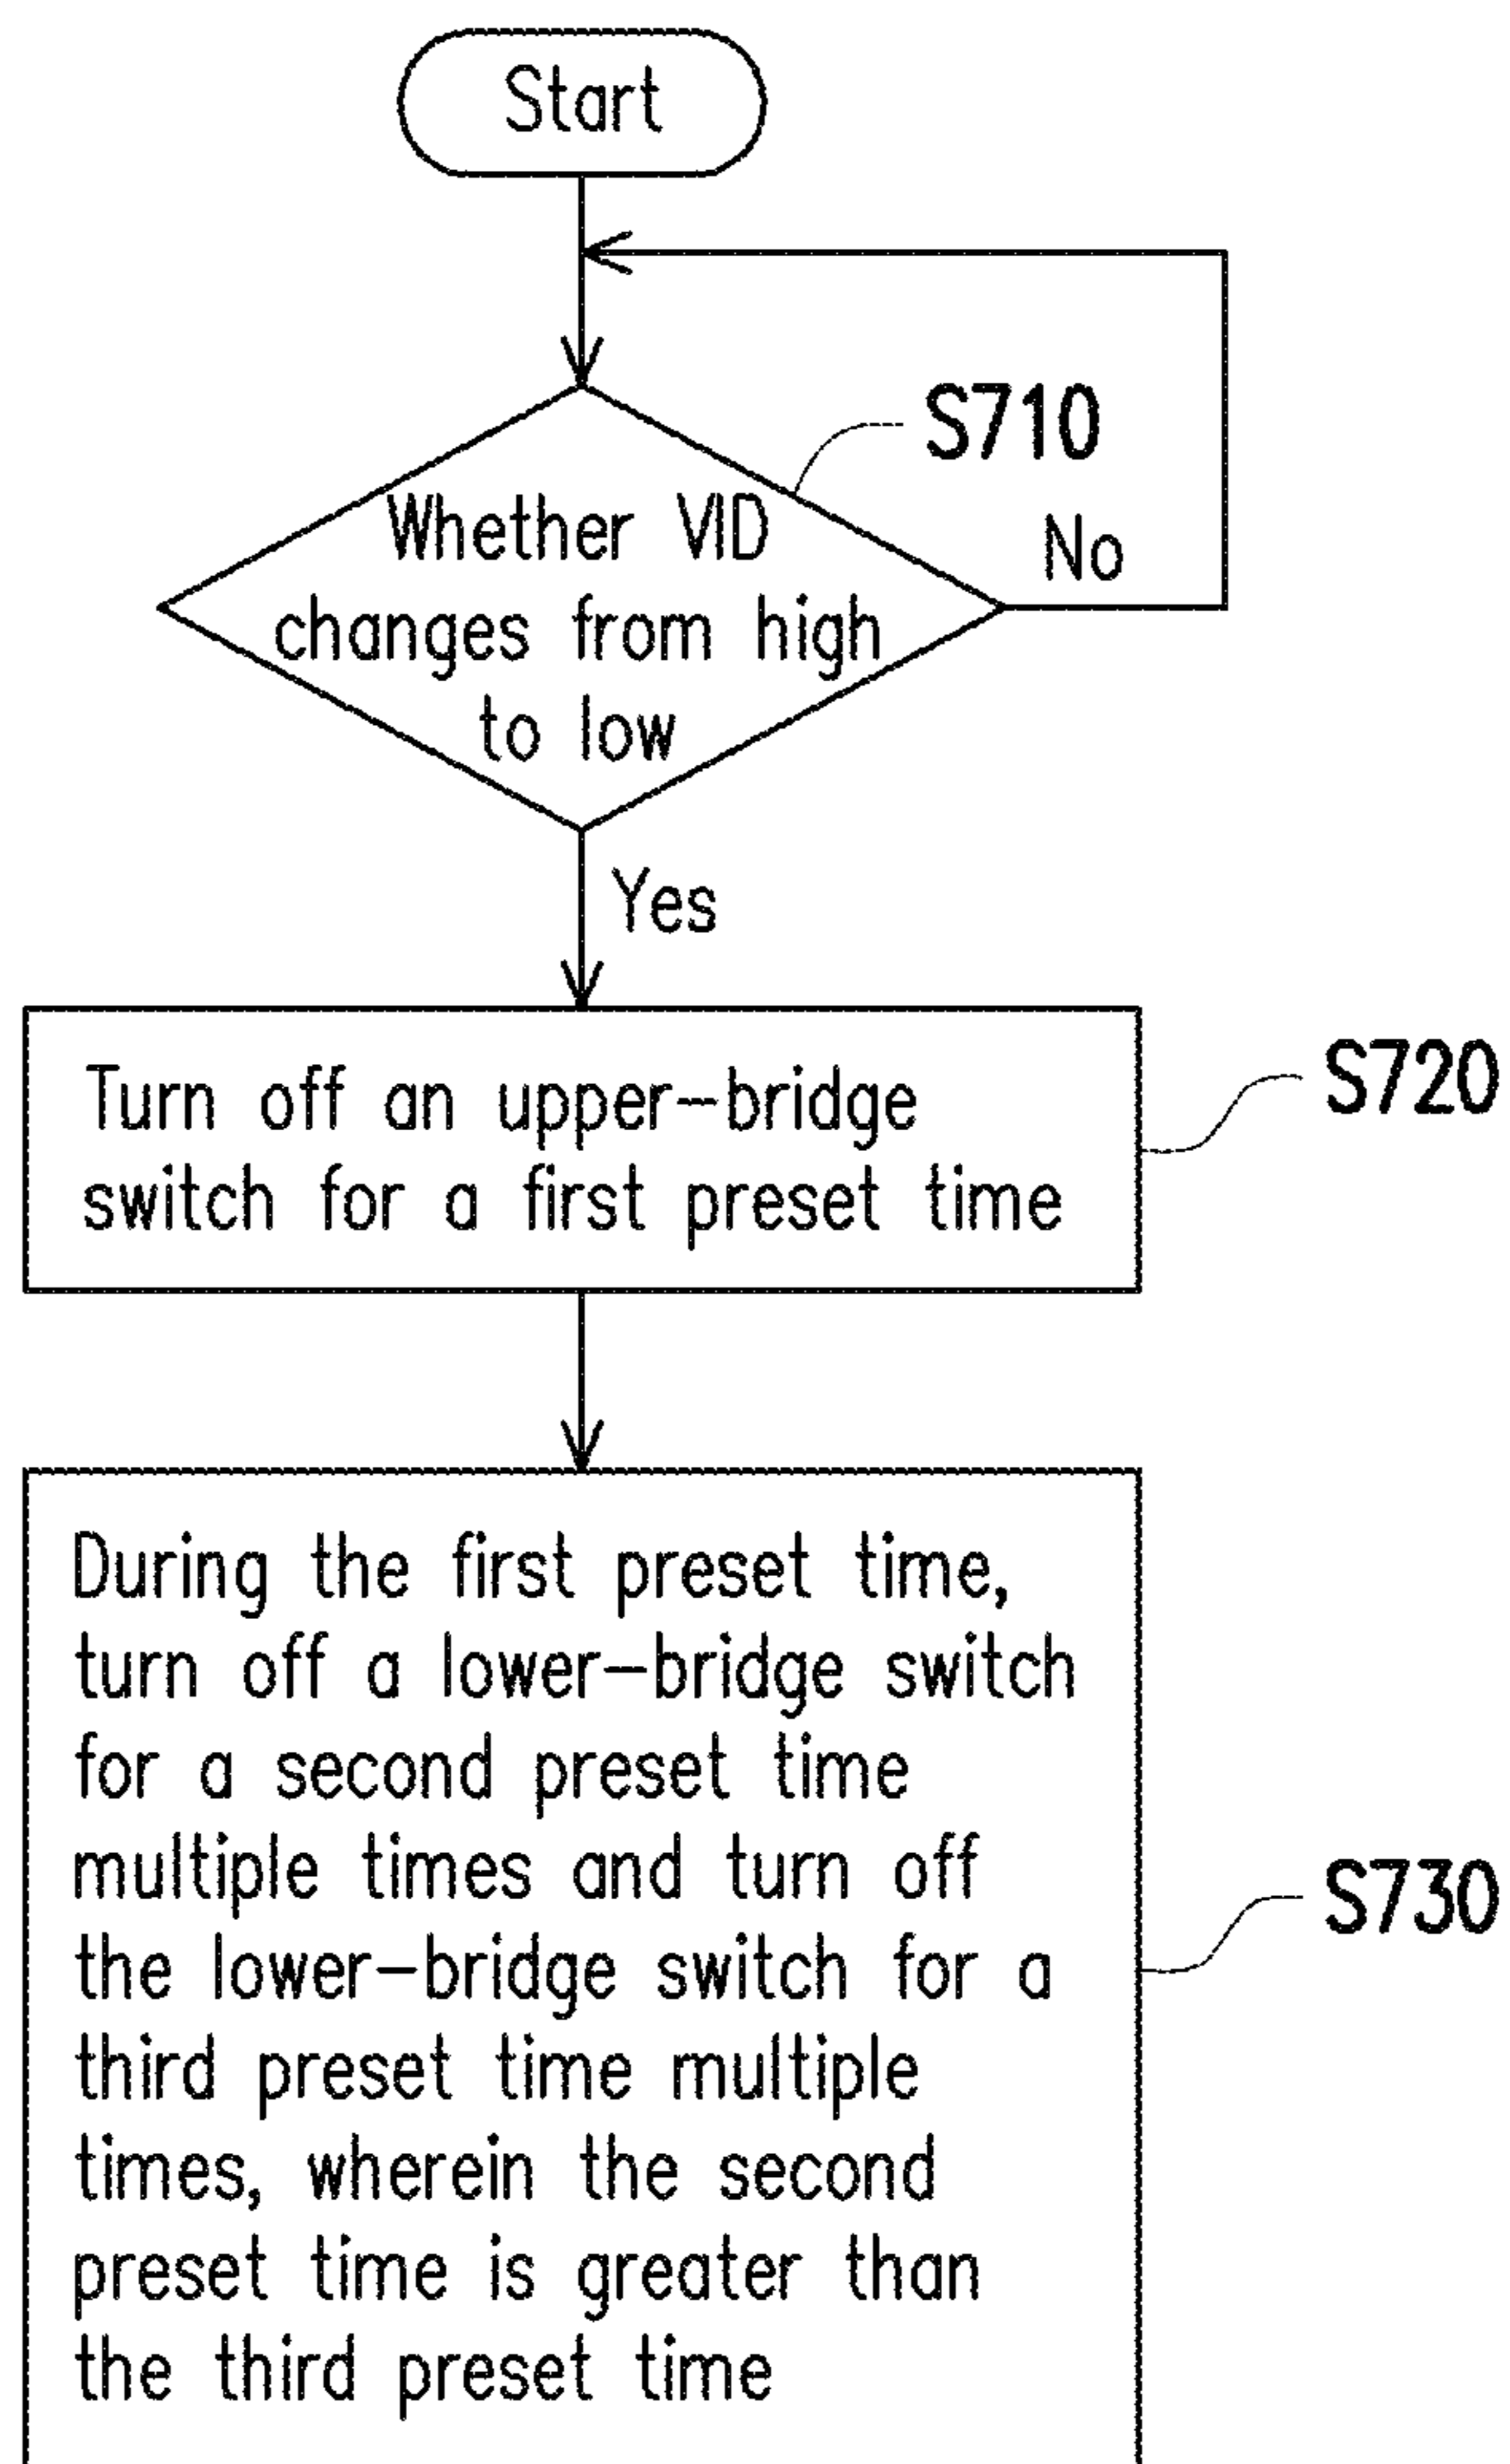 Start
S710
Whether VID
changes from high
to low
No
Yes
Turn off an upper-bridge
switch for a first preset time
S720
During the first preset time,
turn off a lower-bridge switch
for a second preset time
multiple times and turn off
the lower-bridge switch for a
third preset time multiple
times, wherein the second
preset time is greater than
the third preset time
S730